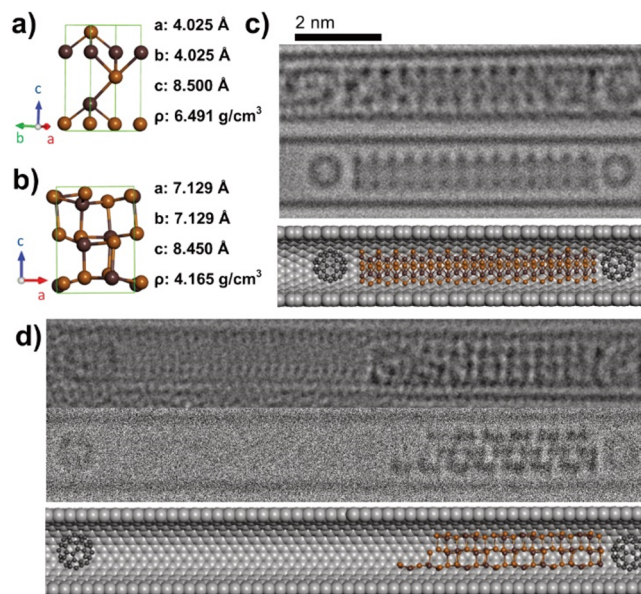 a)
a: 4.025 Å
b: 4.025 Å
c: 8.500 Å
ρ: 6.491 g/cm³
c
b
a
b)
a: 7.129 Å
b: 7.129 Å
c: 8.450 Å
ρ: 4.165 g/cm³
c
a
2 nm
c)
d)